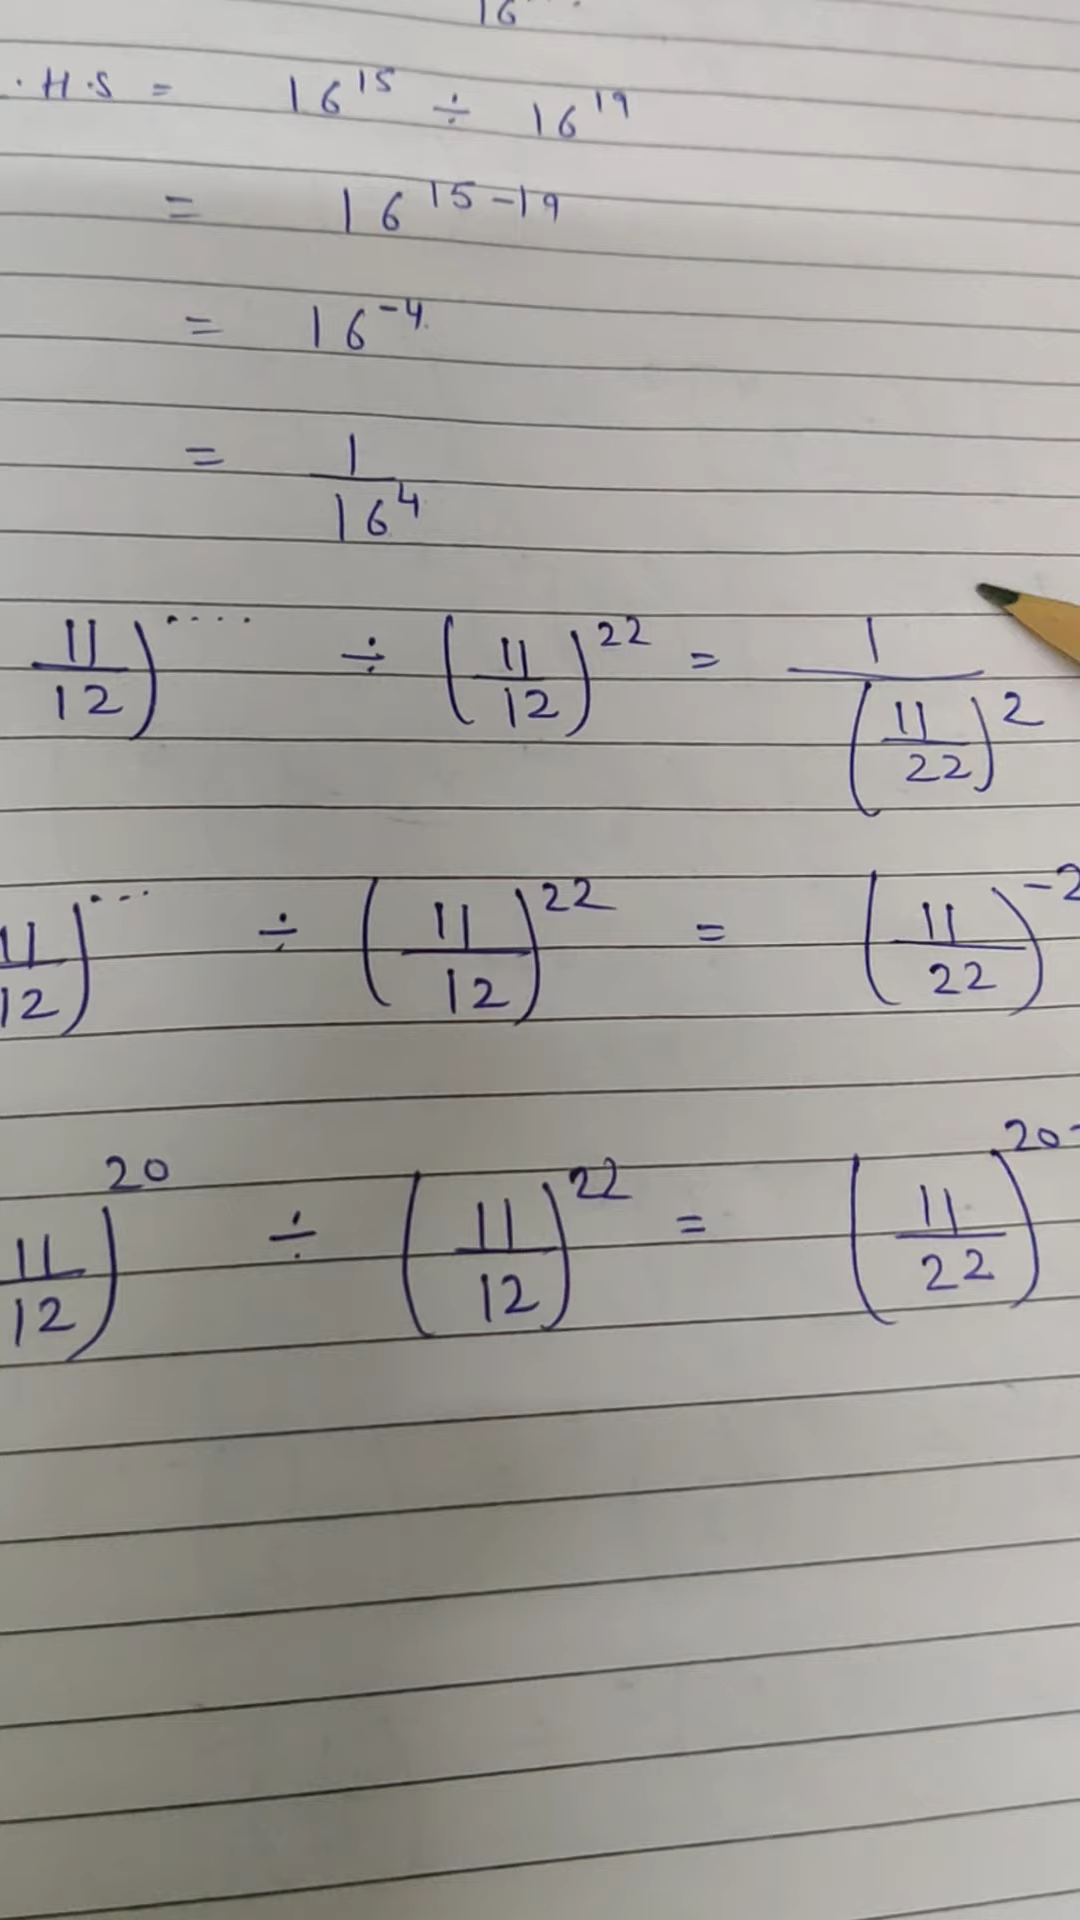 16....
.H.S = 16^15 ÷ 16^19
= 16^15-19
= 16^-4
= 1/16^4
11/12)^.... ÷ (11/12)^22 = 1/(11/22)^2
11/12)^... ÷ (11/12)^22 = (11/22)^-2
11/12)^20 ÷ (11/12)^22 = (11/22)^20-